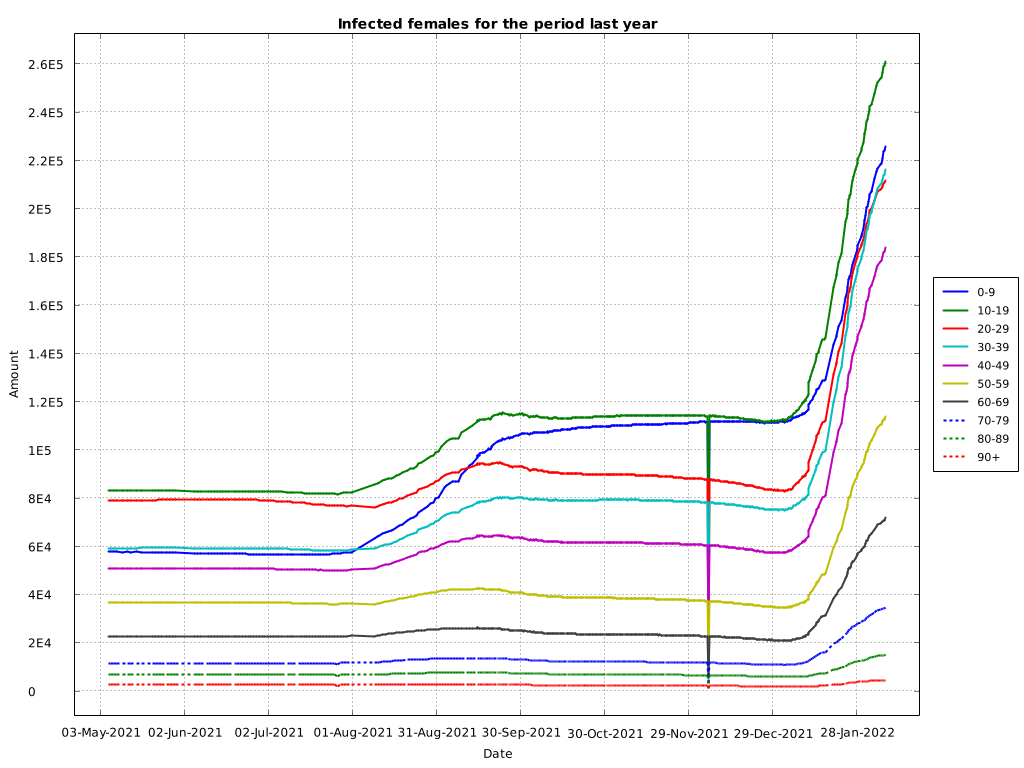 Infected females for the period last year
2.6E5
2.4E5
2.2E5
2E5
1.8E5
1.6E5
1.4E5
1.2E5
1E5
8E4
6E4
4E4
2E4
0
Amount
03-May-2021 02-Jun-2021 02-Jul-2021 01-Aug-2021 31-Aug-2021 30-Sep-2021 30-Oct-2021 29-Nov-2021 29-Dec-2021 28-Jan-2022
Date
0-9
10-19
20-29
30-39
40-49
50-59
60-69
70-79
80-89
90+